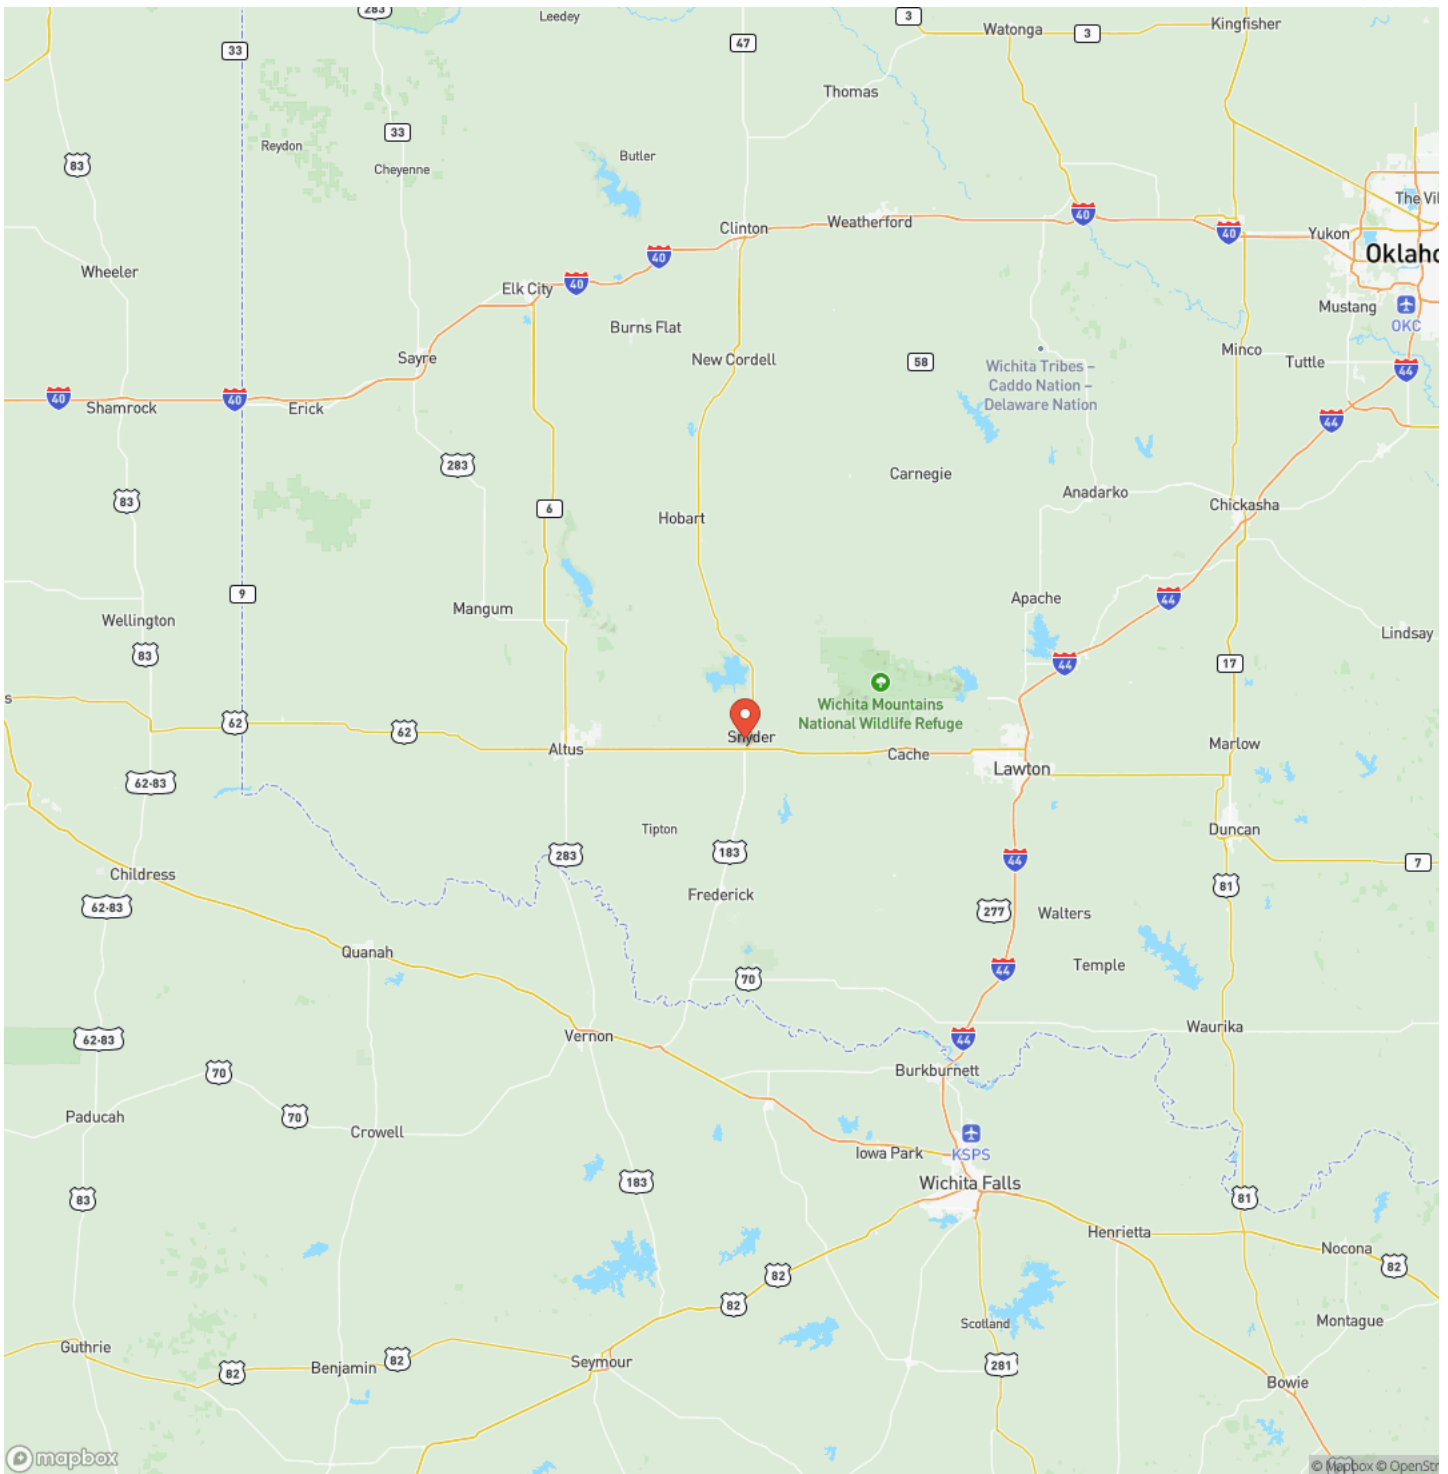 283
Leedey
3
Watonga
3
Kingfisher
33
47
Thomas
33
Reydon
Butler
83
Cheyenne
The Vil
40
Clinton
Weatherford
40
Yukon
40
Oklaho
Wheeler
40
Elk City
Mustang
OKC
Burns Flat
Sayre
New Cordell
58
Wichita Tribes –
Caddo Nation –
Delaware Nation
Minco
Tuttle
44
40
Shamrock
40
Erick
44
283
Carnegie
83
6
Anadarko
Chickasha
Hobart
9
Mangum
Apache
44
Wellington
Lindsay
83
44
17
s
Wichita Mountains
National Wildlife Refuge
62
62
Altus
Snyder
Cache
Marlow
Lawton
62-83
Tipton
183
Duncan
283
44
7
Childress
Frederick
81
62-83
277
Walters
Quanah
70
44
Temple
Vernon
44
Waurika
62-83
70
Burkburnett
Paducah
70
Crowell
Iowa Park
KSPS
183
Wichita Falls
83
81
Henrietta
Nocona
82
82
82
Scotland
Montague
Guthrie
82
Benjamin
82
Seymour
281
Bowie
mapbox
© Mapbox © OpenStr